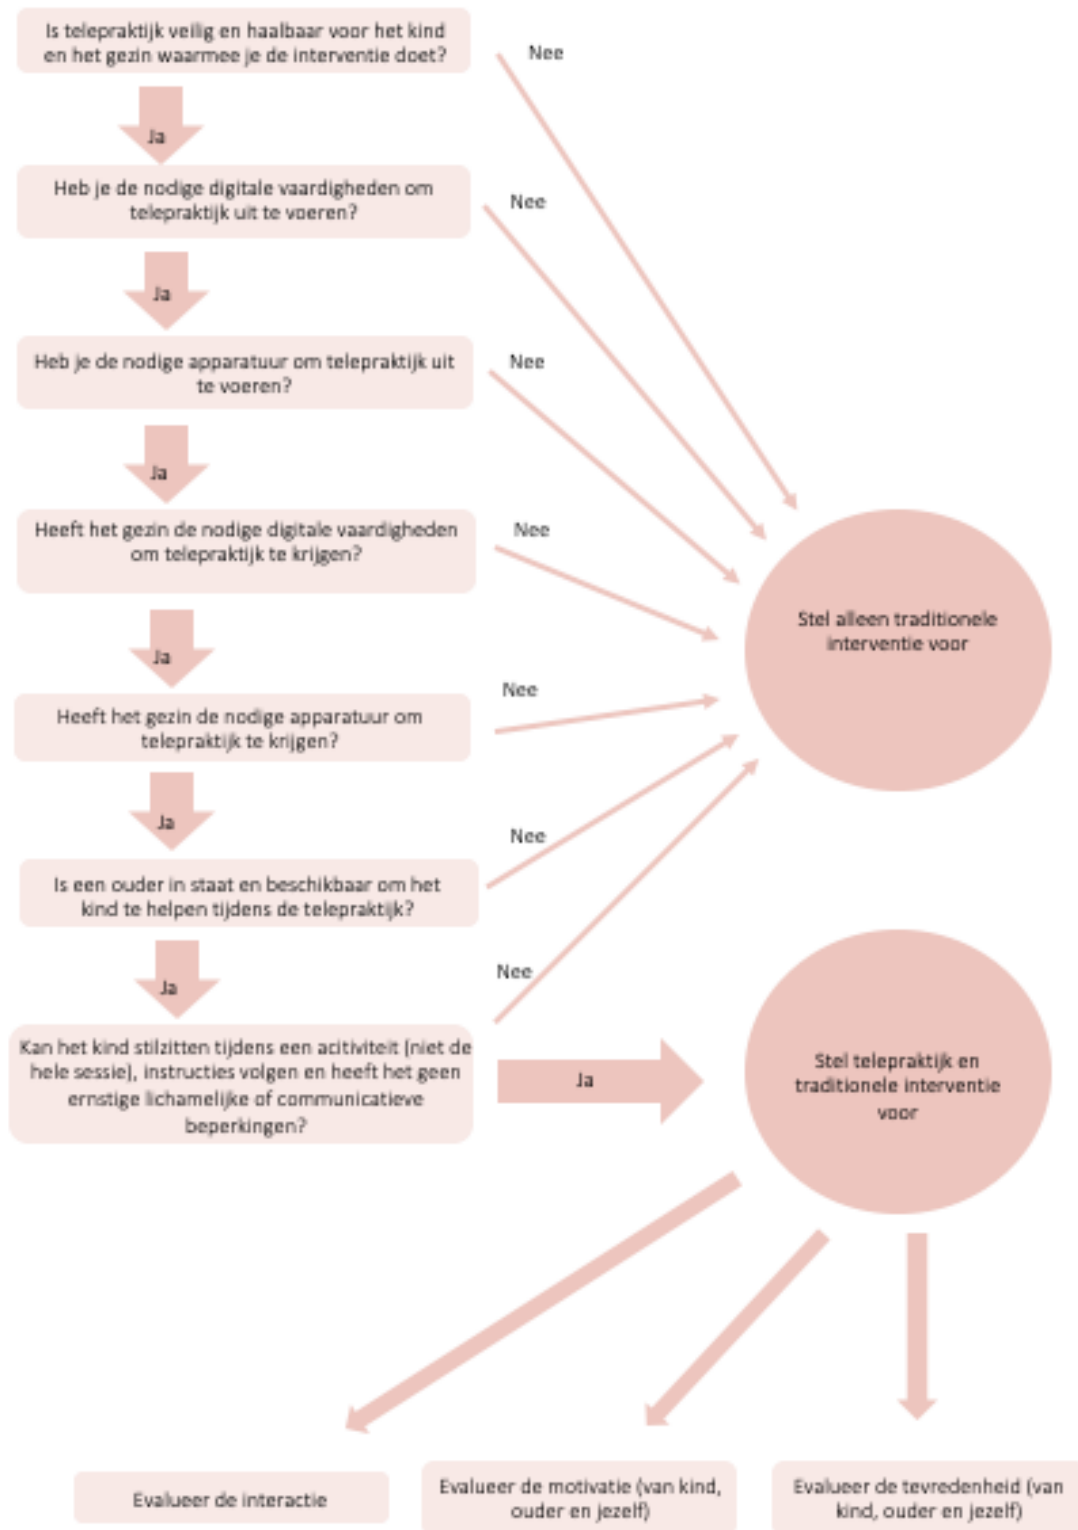 Is telepraktijk veilig en haalbaar voor het kind
en het gezin waarmee je de interventie doet?
Nee
Ja
Heb je de nodige digitale vaardigheden om
telepraktijk uit te voeren?
Nee
Ja
Heb je de nodige apparatuur om telepraktijk uit
te voeren?
Nee
Ja
Heeft het gezin de nodige digitale vaardigheden
om telepraktijk te krijgen?
Nee
Stel alleen traditionele
interventie voor
Ja
Heeft het gezin de nodige apparatuur om
telepraktijk te krijgen?
Nee
Ja
Is een ouder in staat en beschikbaar om het
kind te helpen tijdens de telepraktijk?
Nee
Ja
Nee
Kan het kind stilzitten tijdens een acitiviteit (niet de
hele sessie), instructies volgen en heeft het geen
ernstige lichamelijke of communicatieve
beperkingen?
Ja
Stel telepraktijk en
traditionele interventie
voor
Evalueer de interactie
Evalueer de motivatie (van kind,
ouder en jezelf)
Evalueer de tevredenheid (van
kind, ouder en jezelf)